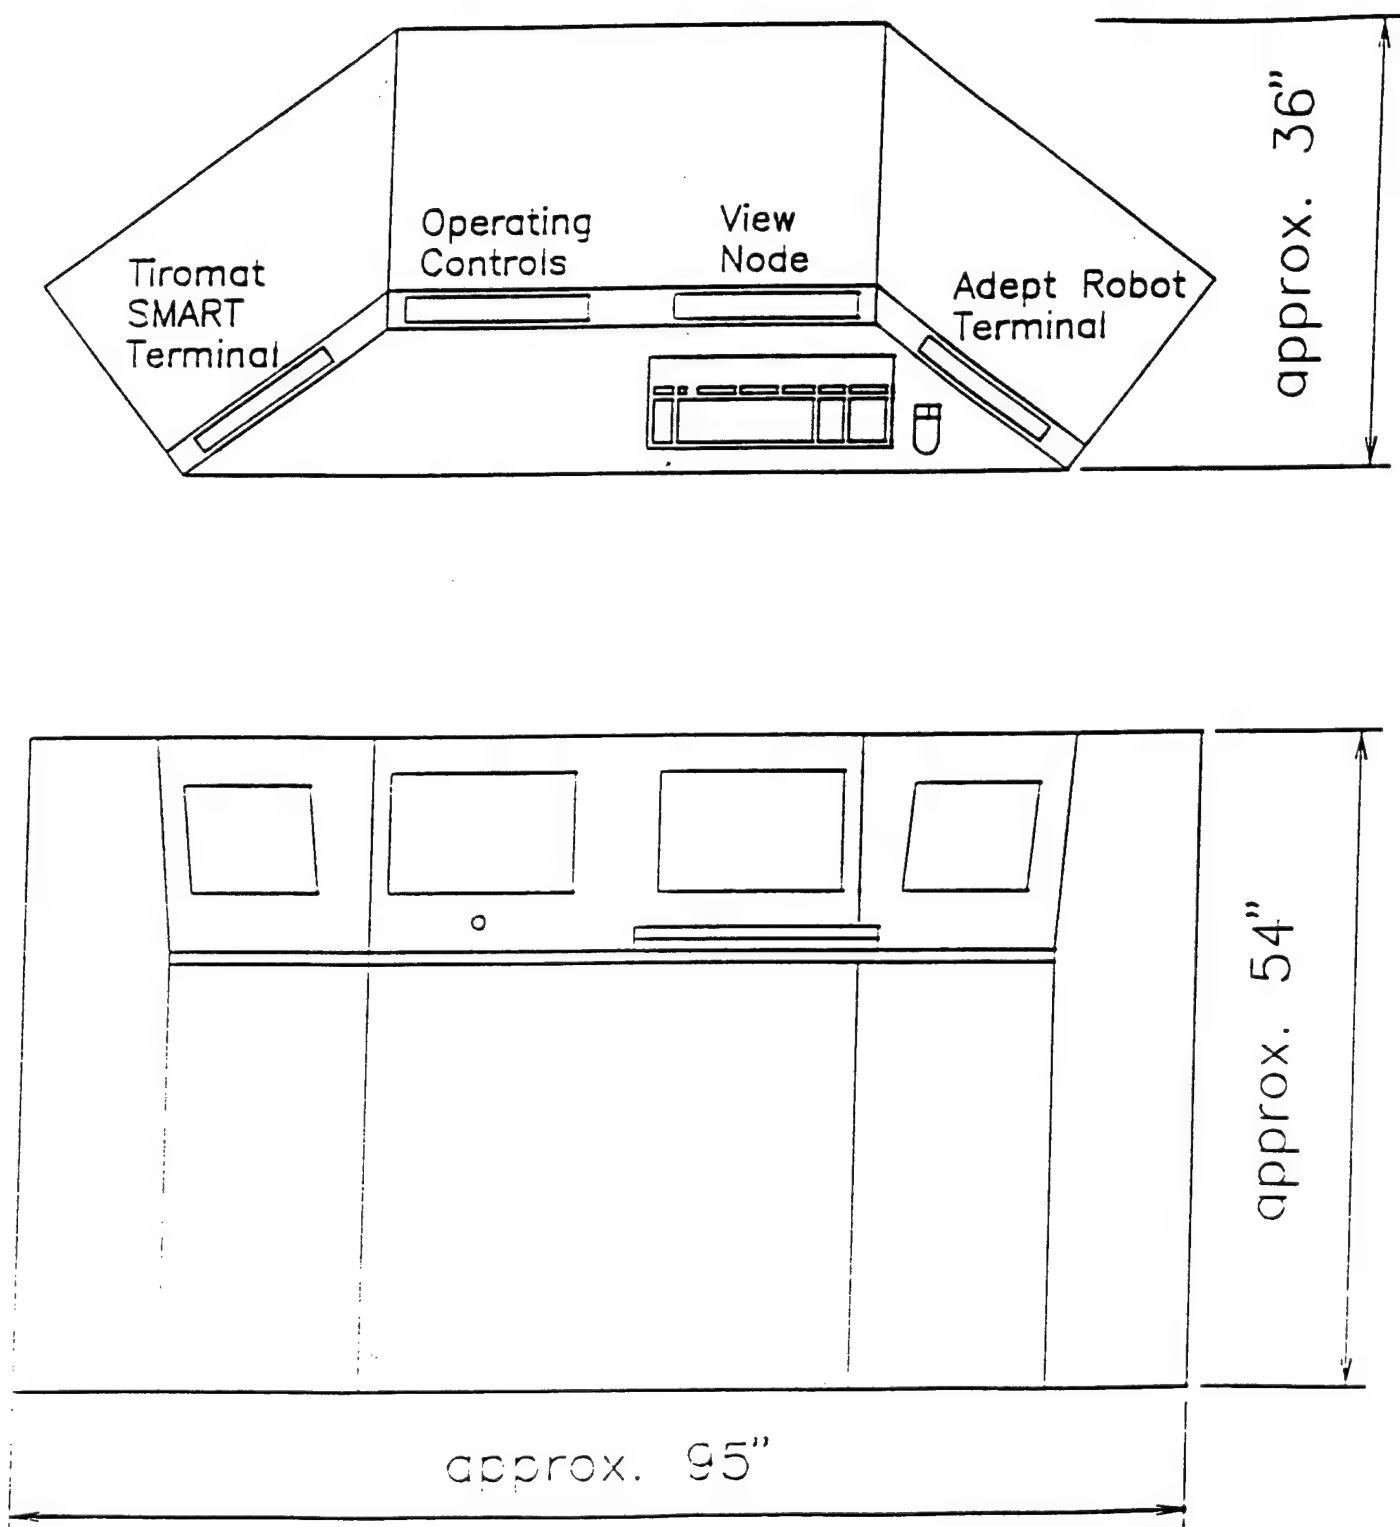 Operating
Controls
View
Node
Tiromat
SMART
Terminal
Adept Robot
Terminal
approx. 36"
approx. 54"
approx. 95"